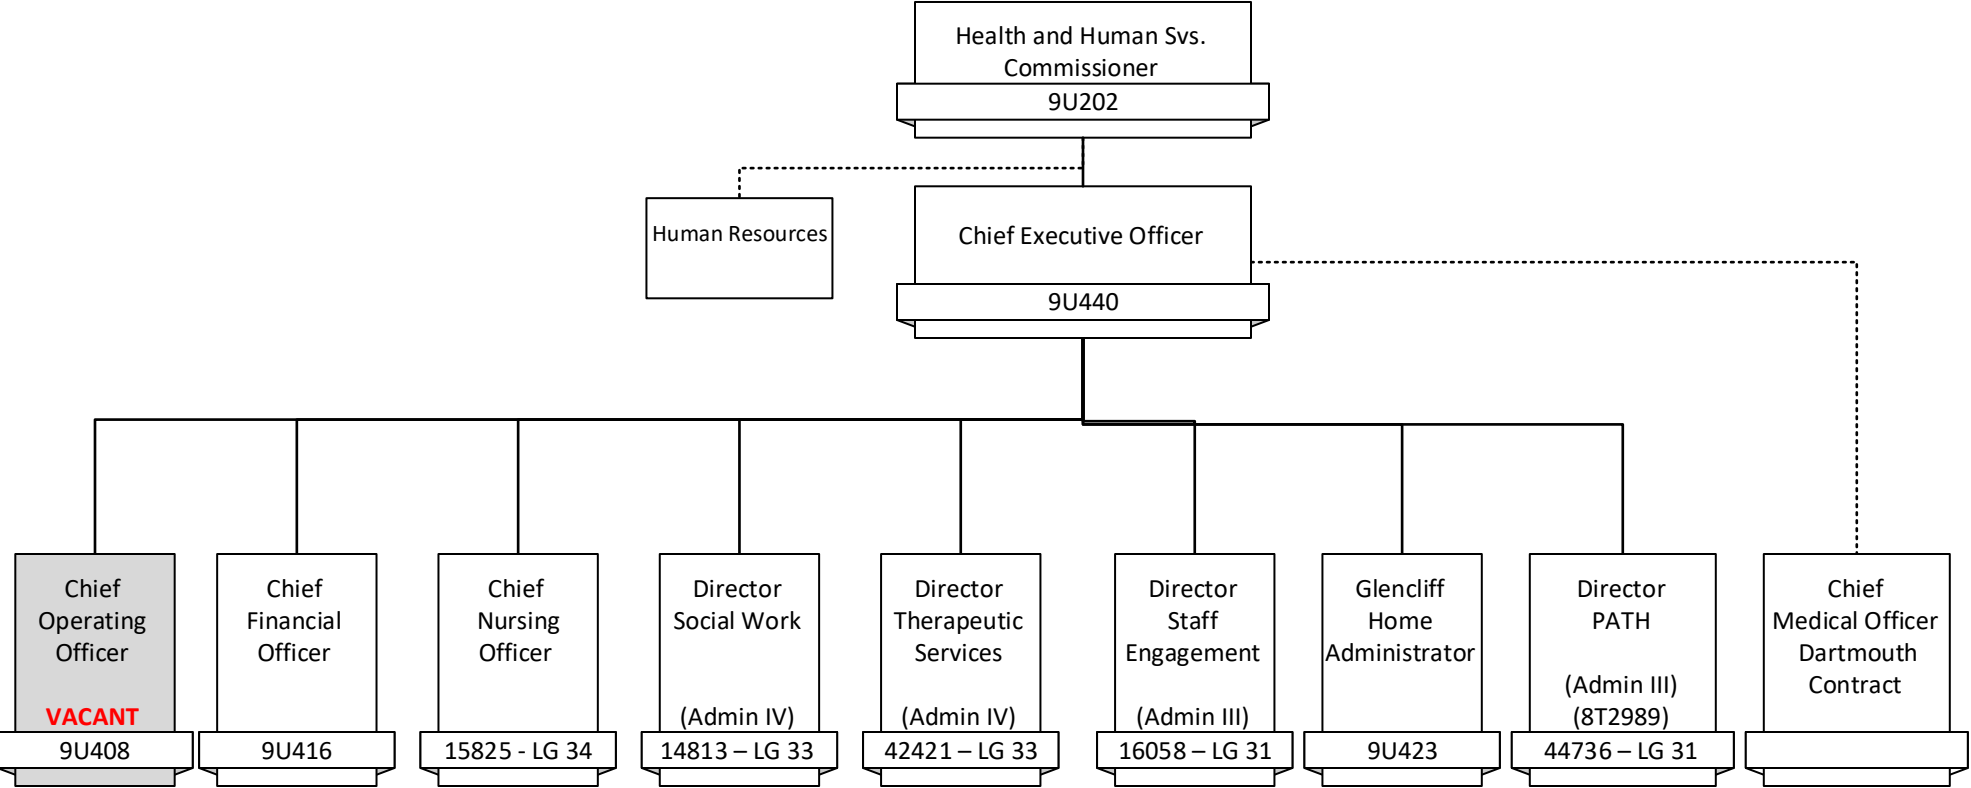 Health and Human Svs.
Commissioner
9U202
Human Resources
Chief Executive Officer
9U440
Chief
Operating
Officer
VACANT
9U408
Chief
Financial
Officer
9U416
Chief
Nursing
Officer
15825 - LG 34
Director
Social Work
(Admin IV)
14813 – LG 33
Director
Therapeutic
Services
(Admin IV)
42421 – LG 33
Director
Staff
Engagement
(Admin III)
16058 – LG 31
Glencliff
Home
Administrator
9U423
Director
PATH
(Admin III)
(8T2989)
44736 – LG 31
Chief
Medical Officer
Dartmouth
Contract